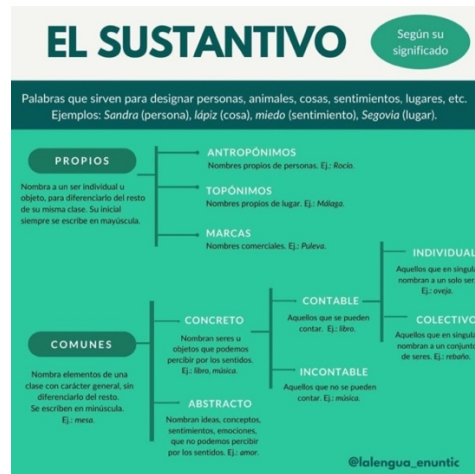 EL SUSTANTIVO
Según su
significado
Palabras que sirven para designar personas, animales, cosas, sentimientos, lugares, etc.
Ejemplos: Sandra (persona), lápiz (cosa), miedo (sentimiento), Segovia (lugar).
PROPIOS
Nombra a un ser individual u
objeto, para diferenciarlo del resto
de su misma clase. Su inicial
siempre se escribe en mayúscula.
ANTROPÓNIMOS
Nombres propios de personas. Ej.: Rocío.
TOPÓNIMOS
Nombres propios de lugar. Ej.: Málaga.
MARCAS
Nombres comerciales. Ej.: Puleva.
COMUNES
Nombra elementos de una
clase con carácter general, sin
diferenciarlo del resto.
Se escriben en minúscula.
Ej.: mesa.
CONCRETO
Nombran seres u
objetos que podemos
percibir por los sentidos.
Ej.: libro, música.
ABSTRACTO
Nombran ideas, conceptos,
sentimientos, emociones,
que no podemos percibir
por los sentidos. Ej.: amor.
CONTABLE
Aquellos que se pueden
contar. Ej.: libro.
INCONTABLE
Aquellos que no se pueden
contar. Ej.: música.
INDIVIDUAL
Aquellos que en singula
nombran a un solo ser
Ej.: oveja.
COLECTIVO
Aquellos que en singula
nombran a un conjunto
de seres. Ej.: rebaño.
@lalengua_enuntic